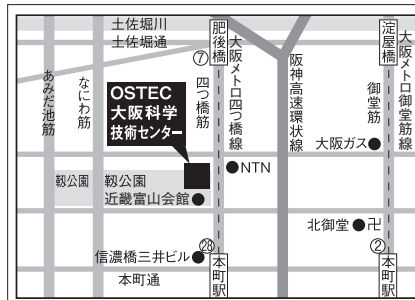 土佐堀川
土佐堀通
肥後橋
淀屋橋
⑦
あみだ池筋
なにわ筋
四つ橋筋
大阪メトロ四つ橋線
阪神高速環状線
御堂筋
大阪メトロ御堂筋線
OSTEC
大阪科学
技術センター
大阪ガス
NTN
靱公園
靱公園
近畿富山会館
北御堂
卍
信濃橋三井ビル
㉘
②
本町通
本町駅
本町駅